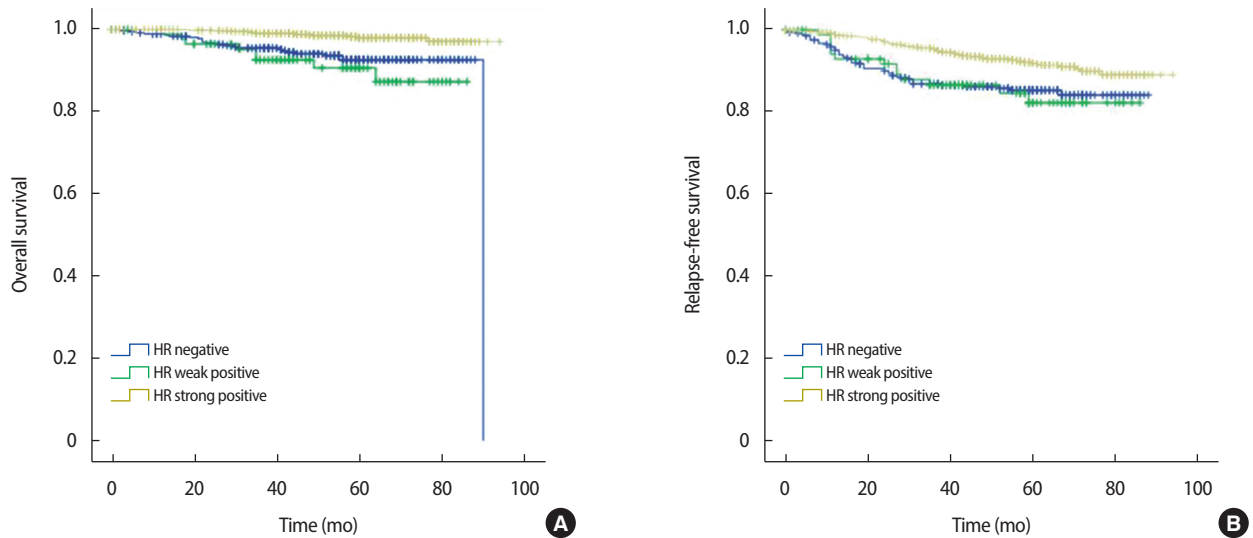 1.0
0.8
0.6
0.4
0.2
0
Overall survival
HR negative
HR weak positive
HR strong positive
0 20 40 60 80 100
Time (mo)
A
1.0
0.8
0.6
0.4
0.2
0
Relapse-free survival
HR negative
HR weak positive
HR strong positive
0 20 40 60 80 100
Time (mo)
B